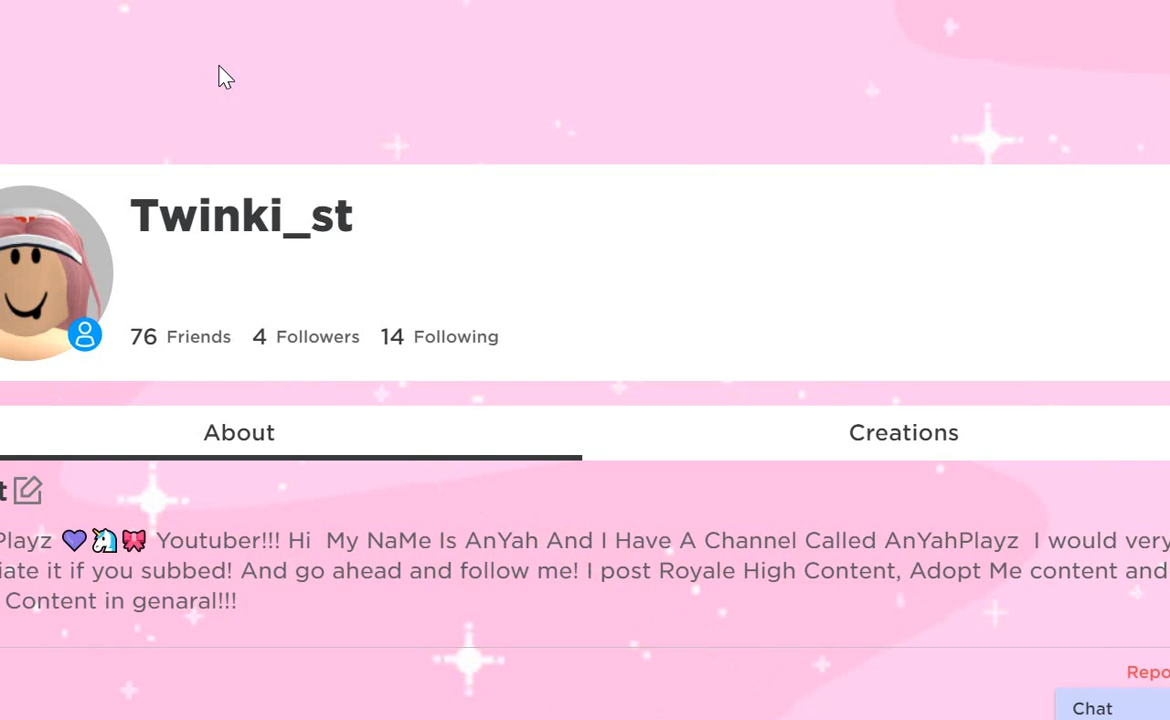 Twinki_st
76 Friends 4 Followers 14 Following
About Creations
t
Playz 💜🦄🎀 Youtuber!!! Hi  My NaMe Is AnYah And I Have A Channel Called AnYahPlayz  I would very
iate it if you subbed! And go ahead and follow me! I post Royale High Content, Adopt Me content and
Content in genaral!!!
Repo
Chat